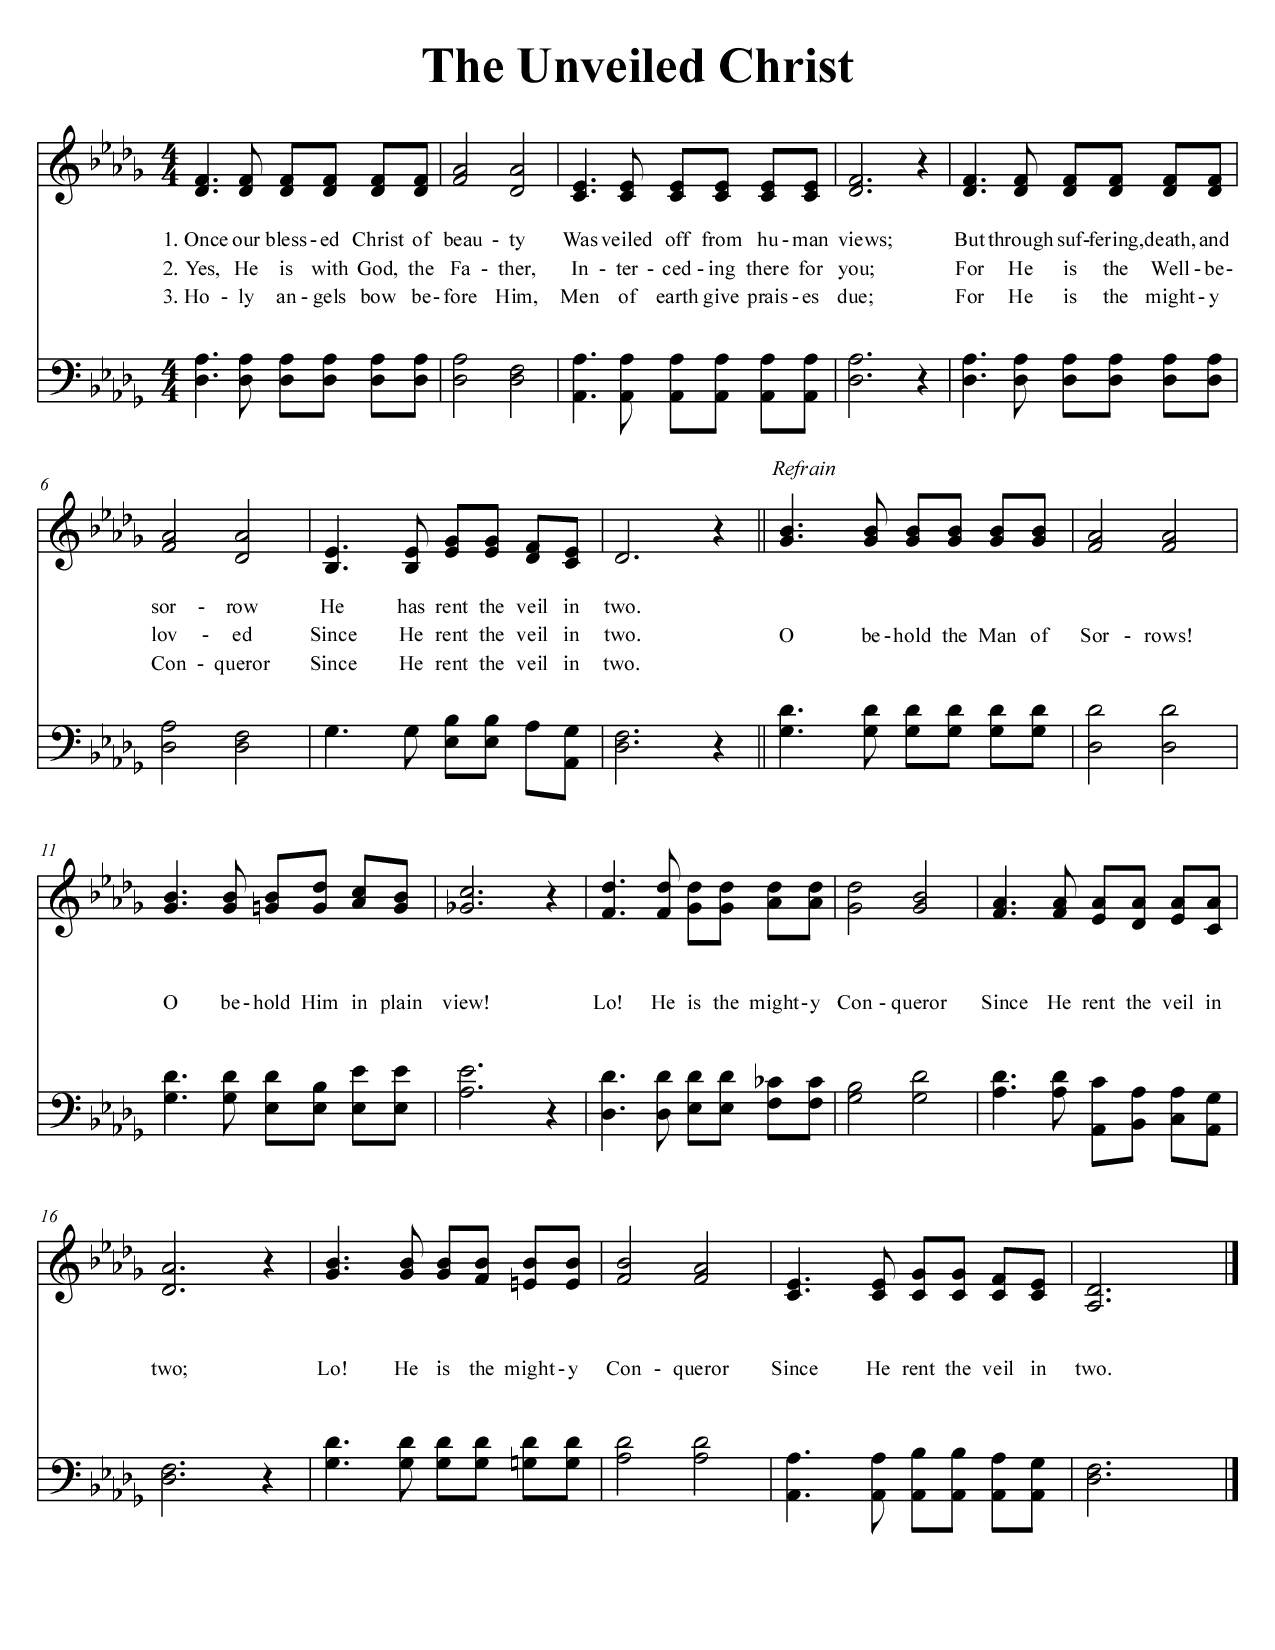 The Unveiled Christ
1. Once our bless - ed Christ of beau - ty Was veiled off from hu - man views; But through suf - fering, death, and
2. Yes, He is with God, the Fa - ther, In - ter - ced - ing there for you; For He is the Well - be -
3. Ho - ly an - gels bow be - fore Him, Men of earth give prais - es due; For He is the might - y
Refrain
6
sor - row He has rent the veil in two.
lov - ed Since He rent the veil in two. O be - hold the Man of Sor - rows!
Con - queror Since He rent the veil in two.
11
O be - hold Him in plain view! Lo! He is the might - y Con - queror Since He rent the veil in
16
two; Lo! He is the might - y Con - queror Since He rent the veil in two.